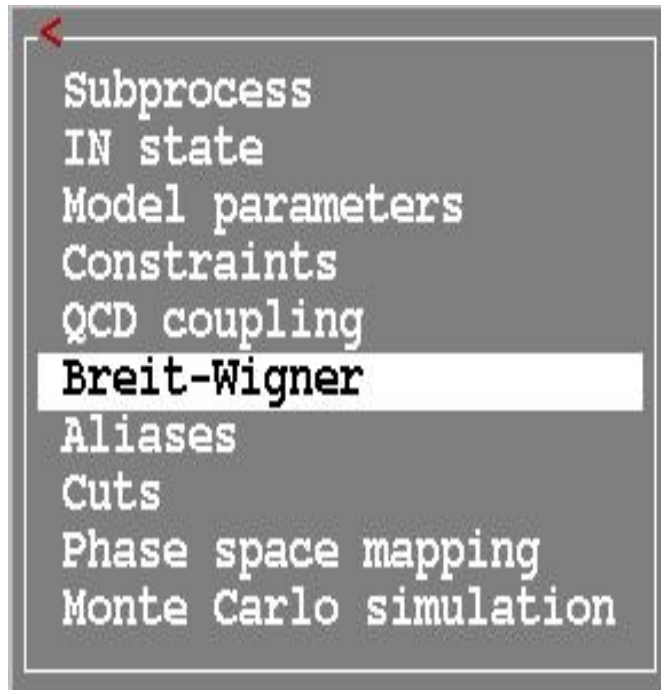 <
Subprocess
IN state
Model parameters
Constraints
QCD coupling
Breit-Wigner
Aliases
Cuts
Phase space mapping
Monte Carlo simulation